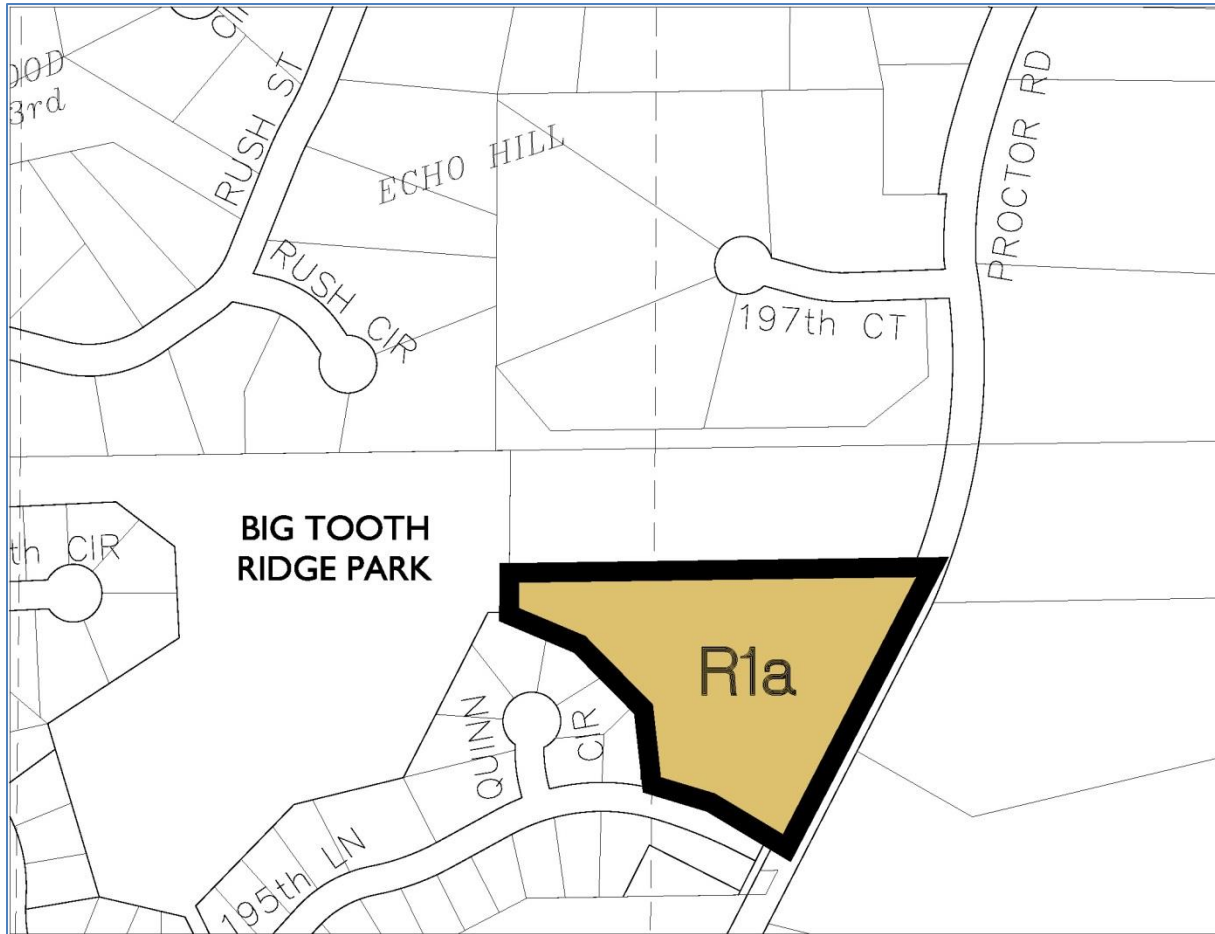 3rd
RUSH ST
ECHO HILL
PROCTOR RD
RUSH CIR
197th CT
BIG TOOTH
RIDGE PARK
CIR
R1a
QUINN
CIR
195th LN